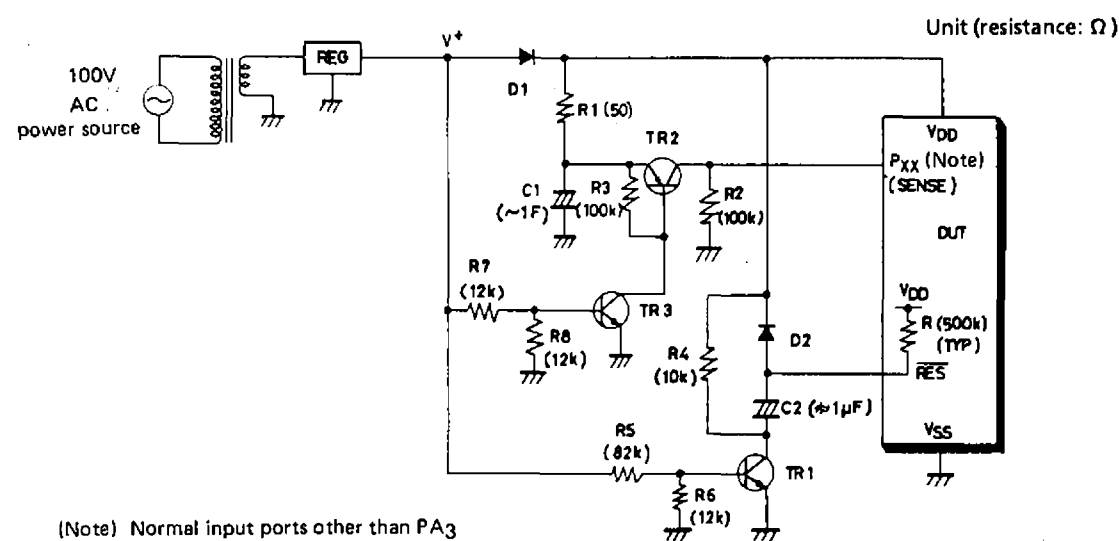 Unit (resistance: Ω)
V+
REG
100V
AC
power source
D1
R1 (50)
TR2
VDD
PXX (Note)
(SENSE)
C1
(~1F)
R3
(100k)
R2
(100k)
DUT
R7
(12k)
TR3
R8
(12k)
VDD
R (500k)
(TYP)
RES
D2
R4
(10k)
C2 (≈1μF)
R5
(82k)
VSS
TR1
R6
(12k)
(Note) Normal input ports other than PA3